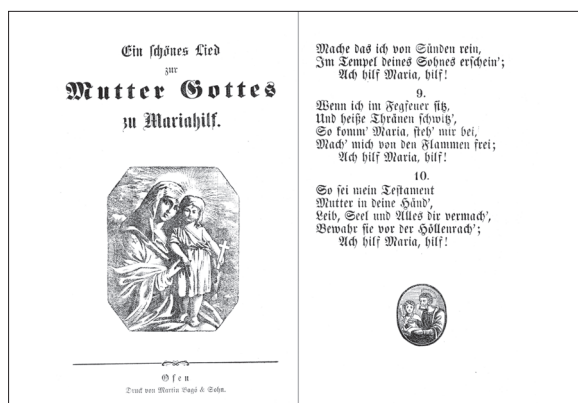 Ein schönes Lied
zur
Mutter Gottes
zu Mariahilf.
Ofen
Druck von Martin Bagó & Sohn.
Mache das ich von Sünden rein,
Im Tempel deines Sohnes erschein';
Ach hilf Maria, hilf!
9.
Wenn ich im Fegfeuer sitz,
Und heiße Thränen schwitz',
So komm' Maria, steh' mir bei,
Mach' mich von den Flammen frei;
Ach hilf Maria, hilf!
10.
So sei mein Testament
Mutter in deine Händ',
Leib, Seel und Alles dir vermach',
Bewahr sie vor der Höllenrach';
Ach hilf Maria, hilf!